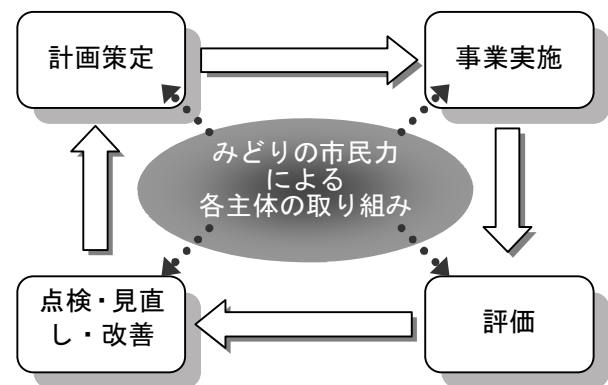 計画策定
事業実施
みどりの市民力
による
各主体の取り組み
点検・見直
し・改善
評価